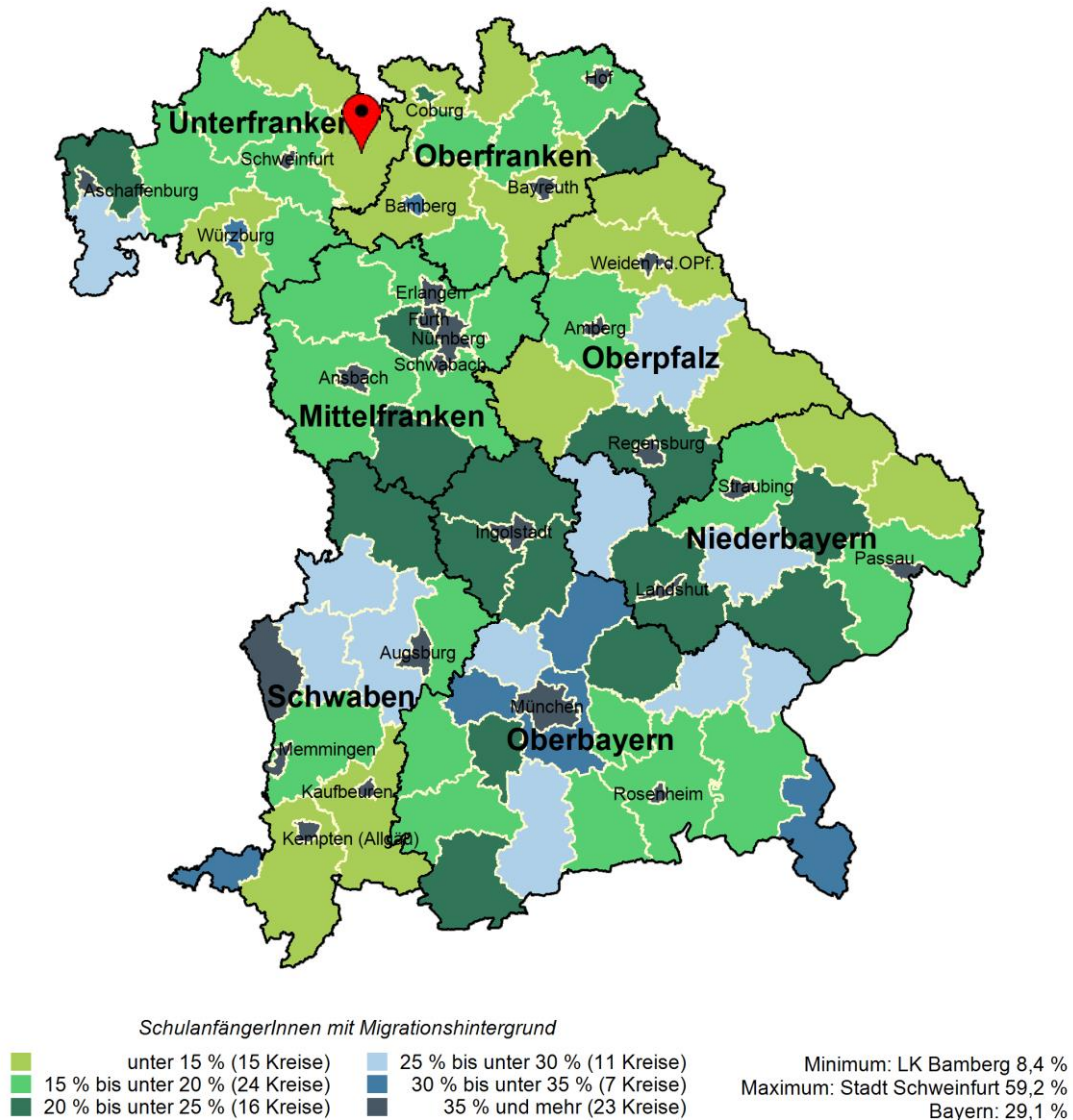 Hof
Coburg
Unterfranken
Schweinfurt
Oberfranken
Bayreuth
Aschaffenburg
Bamberg
Würzburg
Weiden i.d.OPf.
Erlangen
Fürth
Nürnberg
Amberg
Oberpfalz
Schwabach
Ansbach
Mittelfranken
Regensburg
Straubing
Ingolstadt
Niederbayern
Passau
Landshut
Augsburg
Schwaben
München
Oberbayern
Memmingen
Kaufbeuren
Rosenheim
Kempten (Allgäu)
SchulanfängerInnen mit Migrationshintergrund
unter 15 % (15 Kreise)
15 % bis unter 20 % (24 Kreise)
20 % bis unter 25 % (16 Kreise)
25 % bis unter 30 % (11 Kreise)
30 % bis unter 35 % (7 Kreise)
35 % und mehr (23 Kreise)
Minimum: LK Bamberg 8,4 %
Maximum: Stadt Schweinfurt 59,2 %
Bayern: 29,1 %